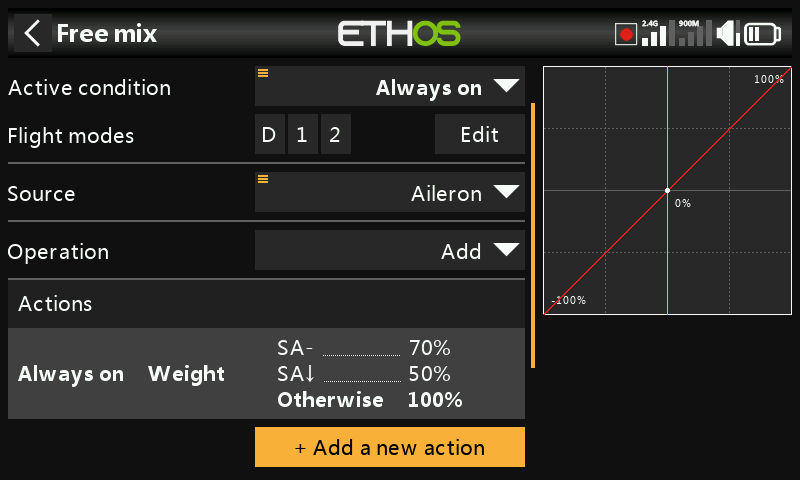 Free mix ETHOS 2.4G 900M
Active condition Always on
Flight modes D 1 2 Edit
Source Aileron
Operation Add
Actions
Always on Weight
SA- 70%
SA↓ 50%
Otherwise 100%
+ Add a new action
100%
0%
-100%